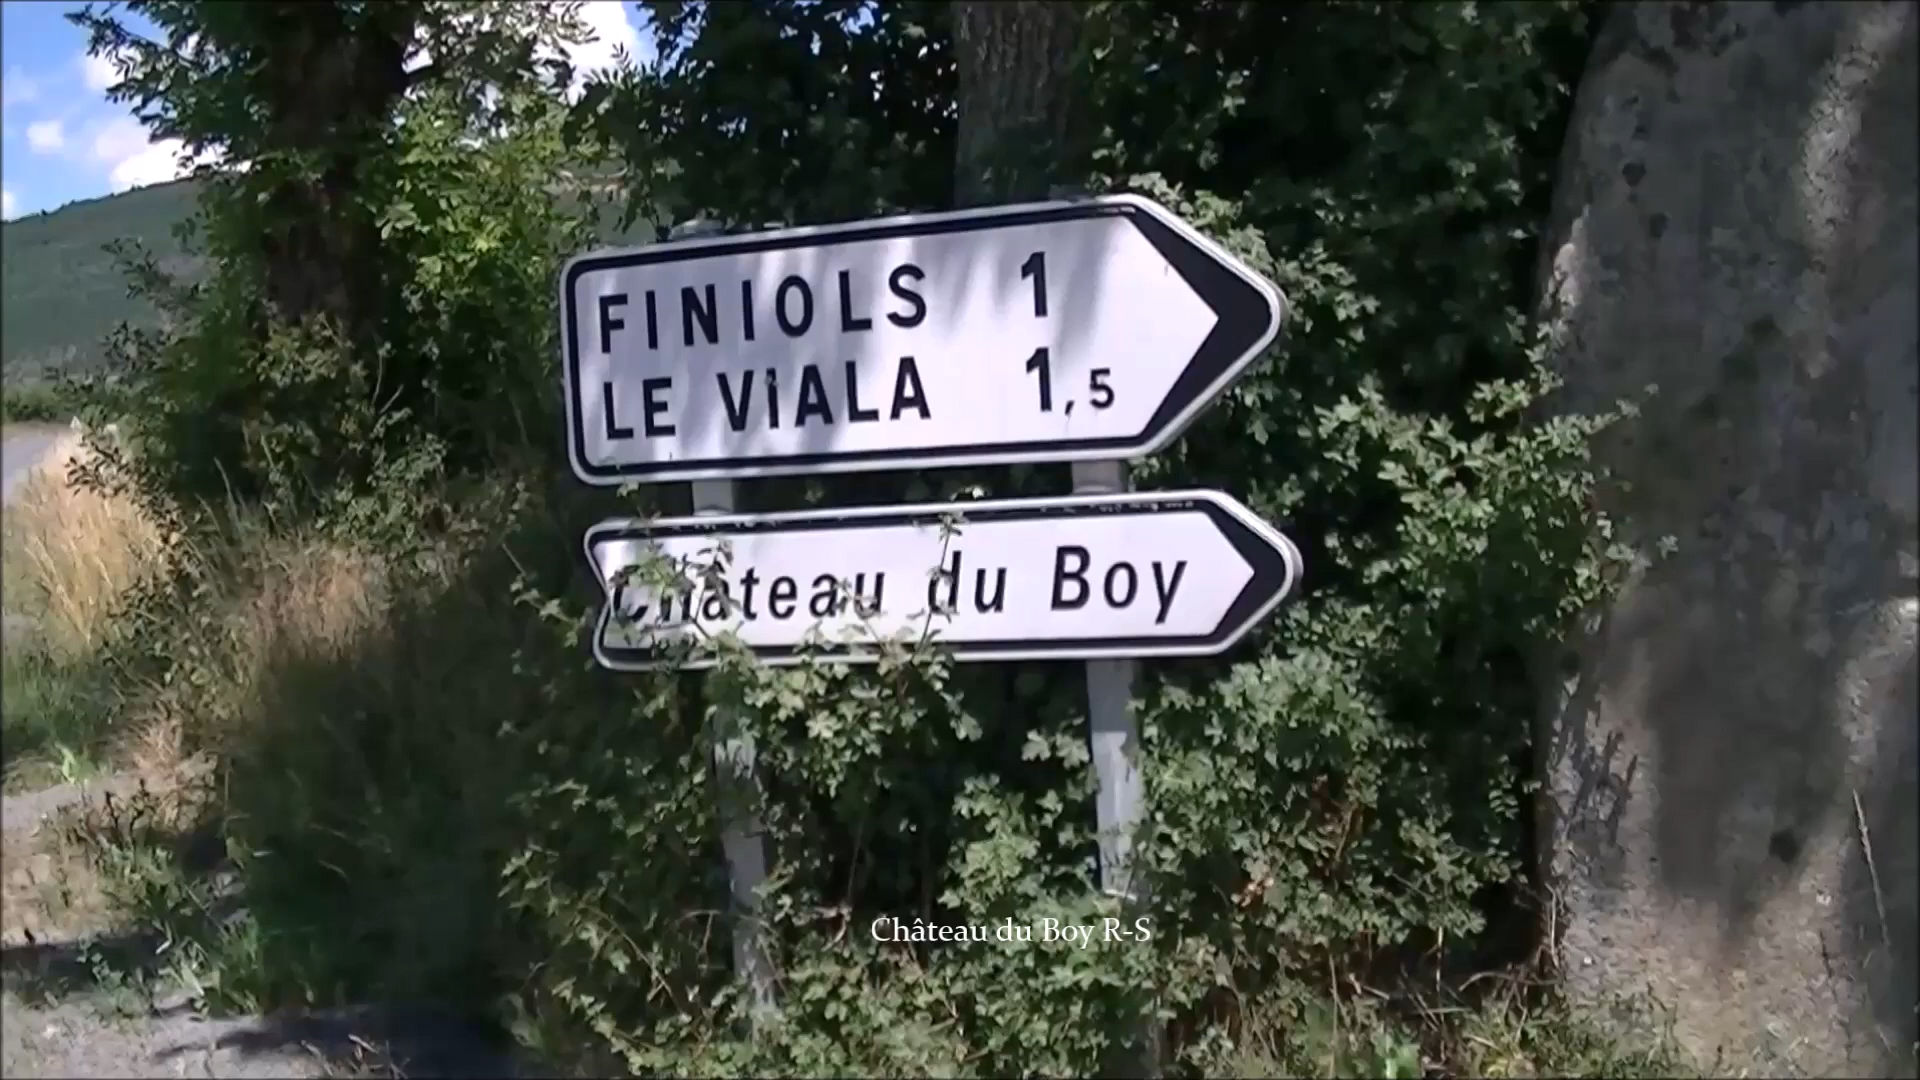 FINIOLS 1
LE VIALA 1,5
Château du Boy
Château du Boy R-S